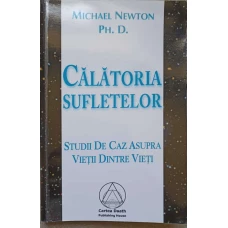 MICHAEL NEWTON
PH. D.
CĂLĂTORIA
SUFLETELOR
STUDII DE CAZ ASUPRA
VIEȚII DINTRE VIEȚI
Cartea Daath
Publishing House